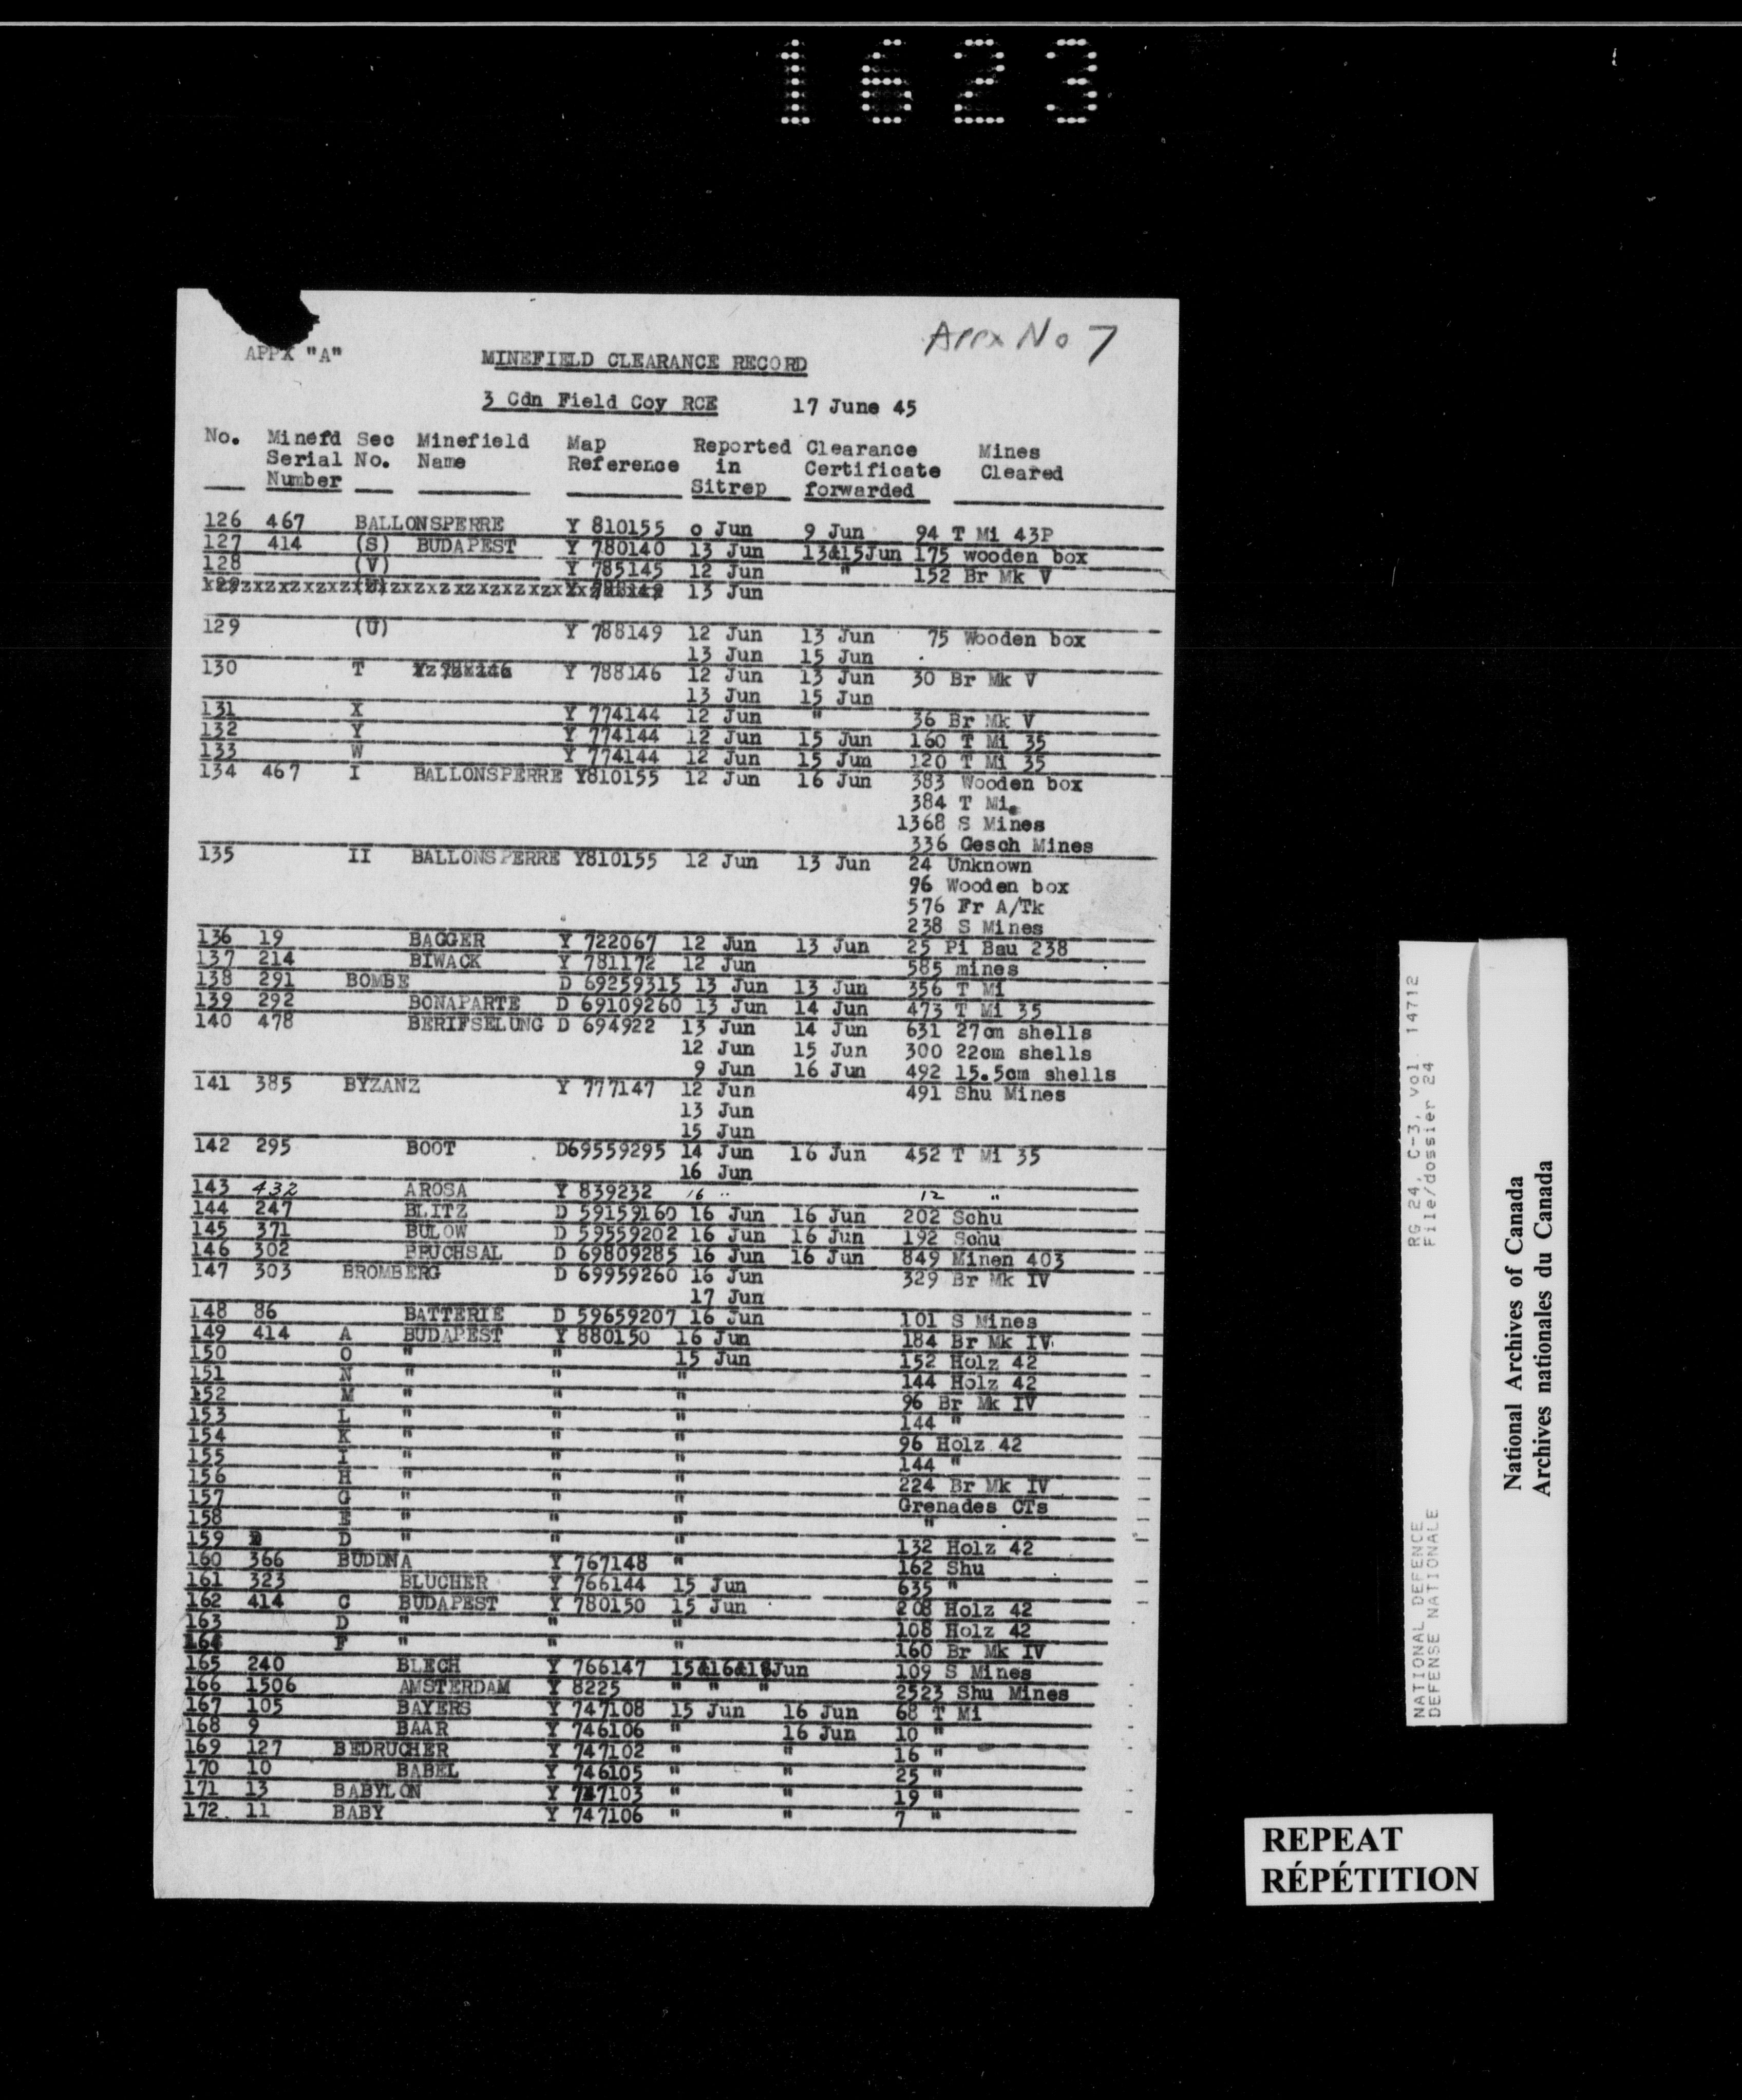 1623
Appx No 7
APPX "A"
MINEFIELD CLEARANCE RECORD
3 Cdn Field Coy RCE 17 June 45
No. Minefd Sec Minefield Map Reported Clearance Mines
Serial No. Name Reference in Certificate Cleared
Number Sitrep forwarded
126 467 BALLONSPERRE Y 810155 o Jun 9 Jun 94 T Mi 43P
127 414 (S) BUDAPEST Y 780140 13 Jun 13&15Jun 175 wooden box
128 (V) Y 785145 12 Jun " 152 Br Mk V
13 Jun
129 (U) Y 788149 12 Jun 13 Jun 75 Wooden box
13 Jun 15 Jun
130 T Y 788146 12 Jun 13 Jun 30 Br Mk V
13 Jun 15 Jun
131 X Y 774144 12 Jun " 36 Br Mk V
132 Y Y 774144 12 Jun 15 Jun 160 T Mi 35
133 W Y 774144 12 Jun 15 Jun 120 T Mi 35
134 467 I BALLONSPERRE Y810155 12 Jun 16 Jun 383 Wooden box
384 T Mi.
1368 S Mines
336 Gesch Mines
135 II BALLONSPERRE Y810155 12 Jun 13 Jun 24 Unknown
96 Wooden box
576 Fr A/Tk
238 S Mines
136 19 BAGGER Y 722067 12 Jun 13 Jun 25 Pi Bau 238
137 214 BIWACK Y 781172 12 Jun 585 mines
138 291 BOMBE D 69259315 13 Jun 13 Jun 356 T Mi
139 292 BONAPARTE D 69109260 13 Jun 14 Jun 473 T Mi 35
140 478 BERIFSELUNG D 694922 13 Jun 14 Jun 631 27cm shells
12 Jun 15 Jun 300 22cm shells
9 Jun 16 Jun 492 15.5cm shells
141 385 BYZANZ Y 777147 12 Jun 491 Shu Mines
13 Jun
15 Jun
142 295 BOOT D69559295 14 Jun 16 Jun 452 T Mi 35
16 Jun
143 432 AROSA Y 839232 16 " 12 "
144 247 BLITZ D 59159160 16 Jun 16 Jun 202 Schu
145 371 BULOW D 59559202 16 Jun 16 Jun 192 Schu
146 302 BRUCHSAL D 69809285 16 Jun 16 Jun 849 Minen 403
147 303 BROMBERG D 69959260 16 Jun 329 Br Mk IV
17 Jun
148 86 BATTERIE D 59659207 16 Jun 101 S Mines
149 414 A BUDAPEST Y 880150 16 Jun 184 Br Mk IV
150 O " " 15 Jun 152 Holz 42
151 N " " " 144 Holz 42
152 M " " " 96 Br Mk IV
153 L " " " 144 "
154 K " " " 96 Holz 42
155 I " " " 144 "
156 H " " " 224 Br Mk IV
157 G " " " Grenades CTs
158 E " " " "
159 D " " " 132 Holz 42
160 366 BUDDNA Y 767148 " 162 Shu
161 323 BLUCHER Y 766144 15 Jun 635 "
162 414 C BUDAPEST Y 780150 15 Jun 208 Holz 42
163 D " " " 108 Holz 42
164 F " " " 160 Br Mk IV
165 240 BLECH Y 766147 15&16&18Jun 109 S Mines
166 1506 AMSTERDAM Y 8225 " " " 2523 Shu Mines
167 105 BAYERS Y 747108 15 Jun 16 Jun 68 T Mi
168 9 BAAR Y 746106 " 16 Jun 10 "
169 127 BEDRUCHER Y 747102 " " 16 "
170 10 BABEL Y 746105 " " 25 "
171 13 BABYLON Y 747103 " " 19 "
172 11 BABY Y 747106 " " 7 "
RG 24, C-3, vol. 14712
File/dossier 24
NATIONAL DEFENCE
DEFENSE NATIONALE
National Archives of Canada
Archives nationales du Canada
REPEAT
RÉPÉTITION